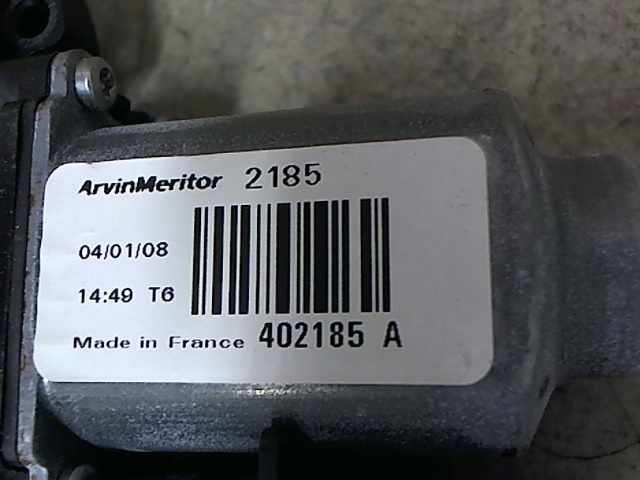 ArvinMeritor 2185
04/01/08
14:49 T6
Made in France 402185 A